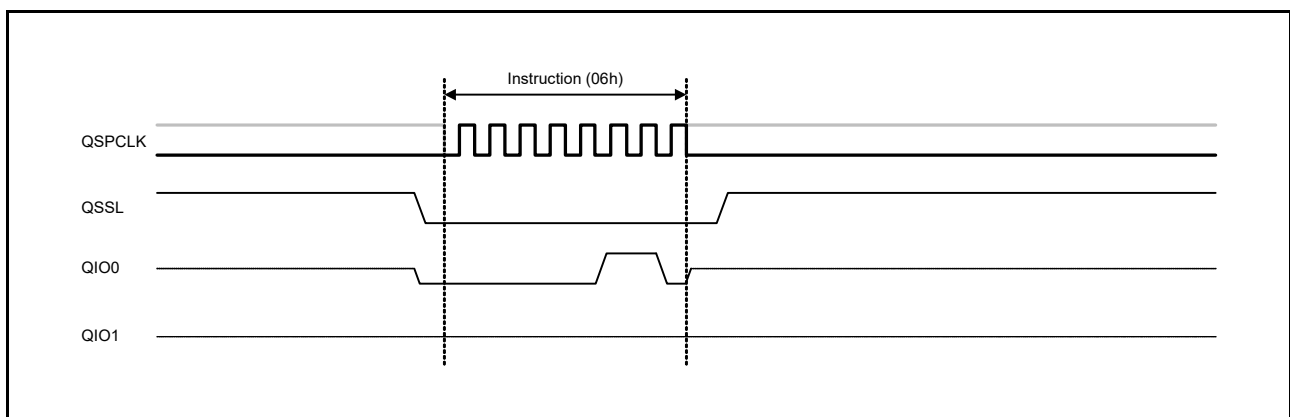 Instruction (06h)
QSPCLK
QSSL
QIO0
QIO1